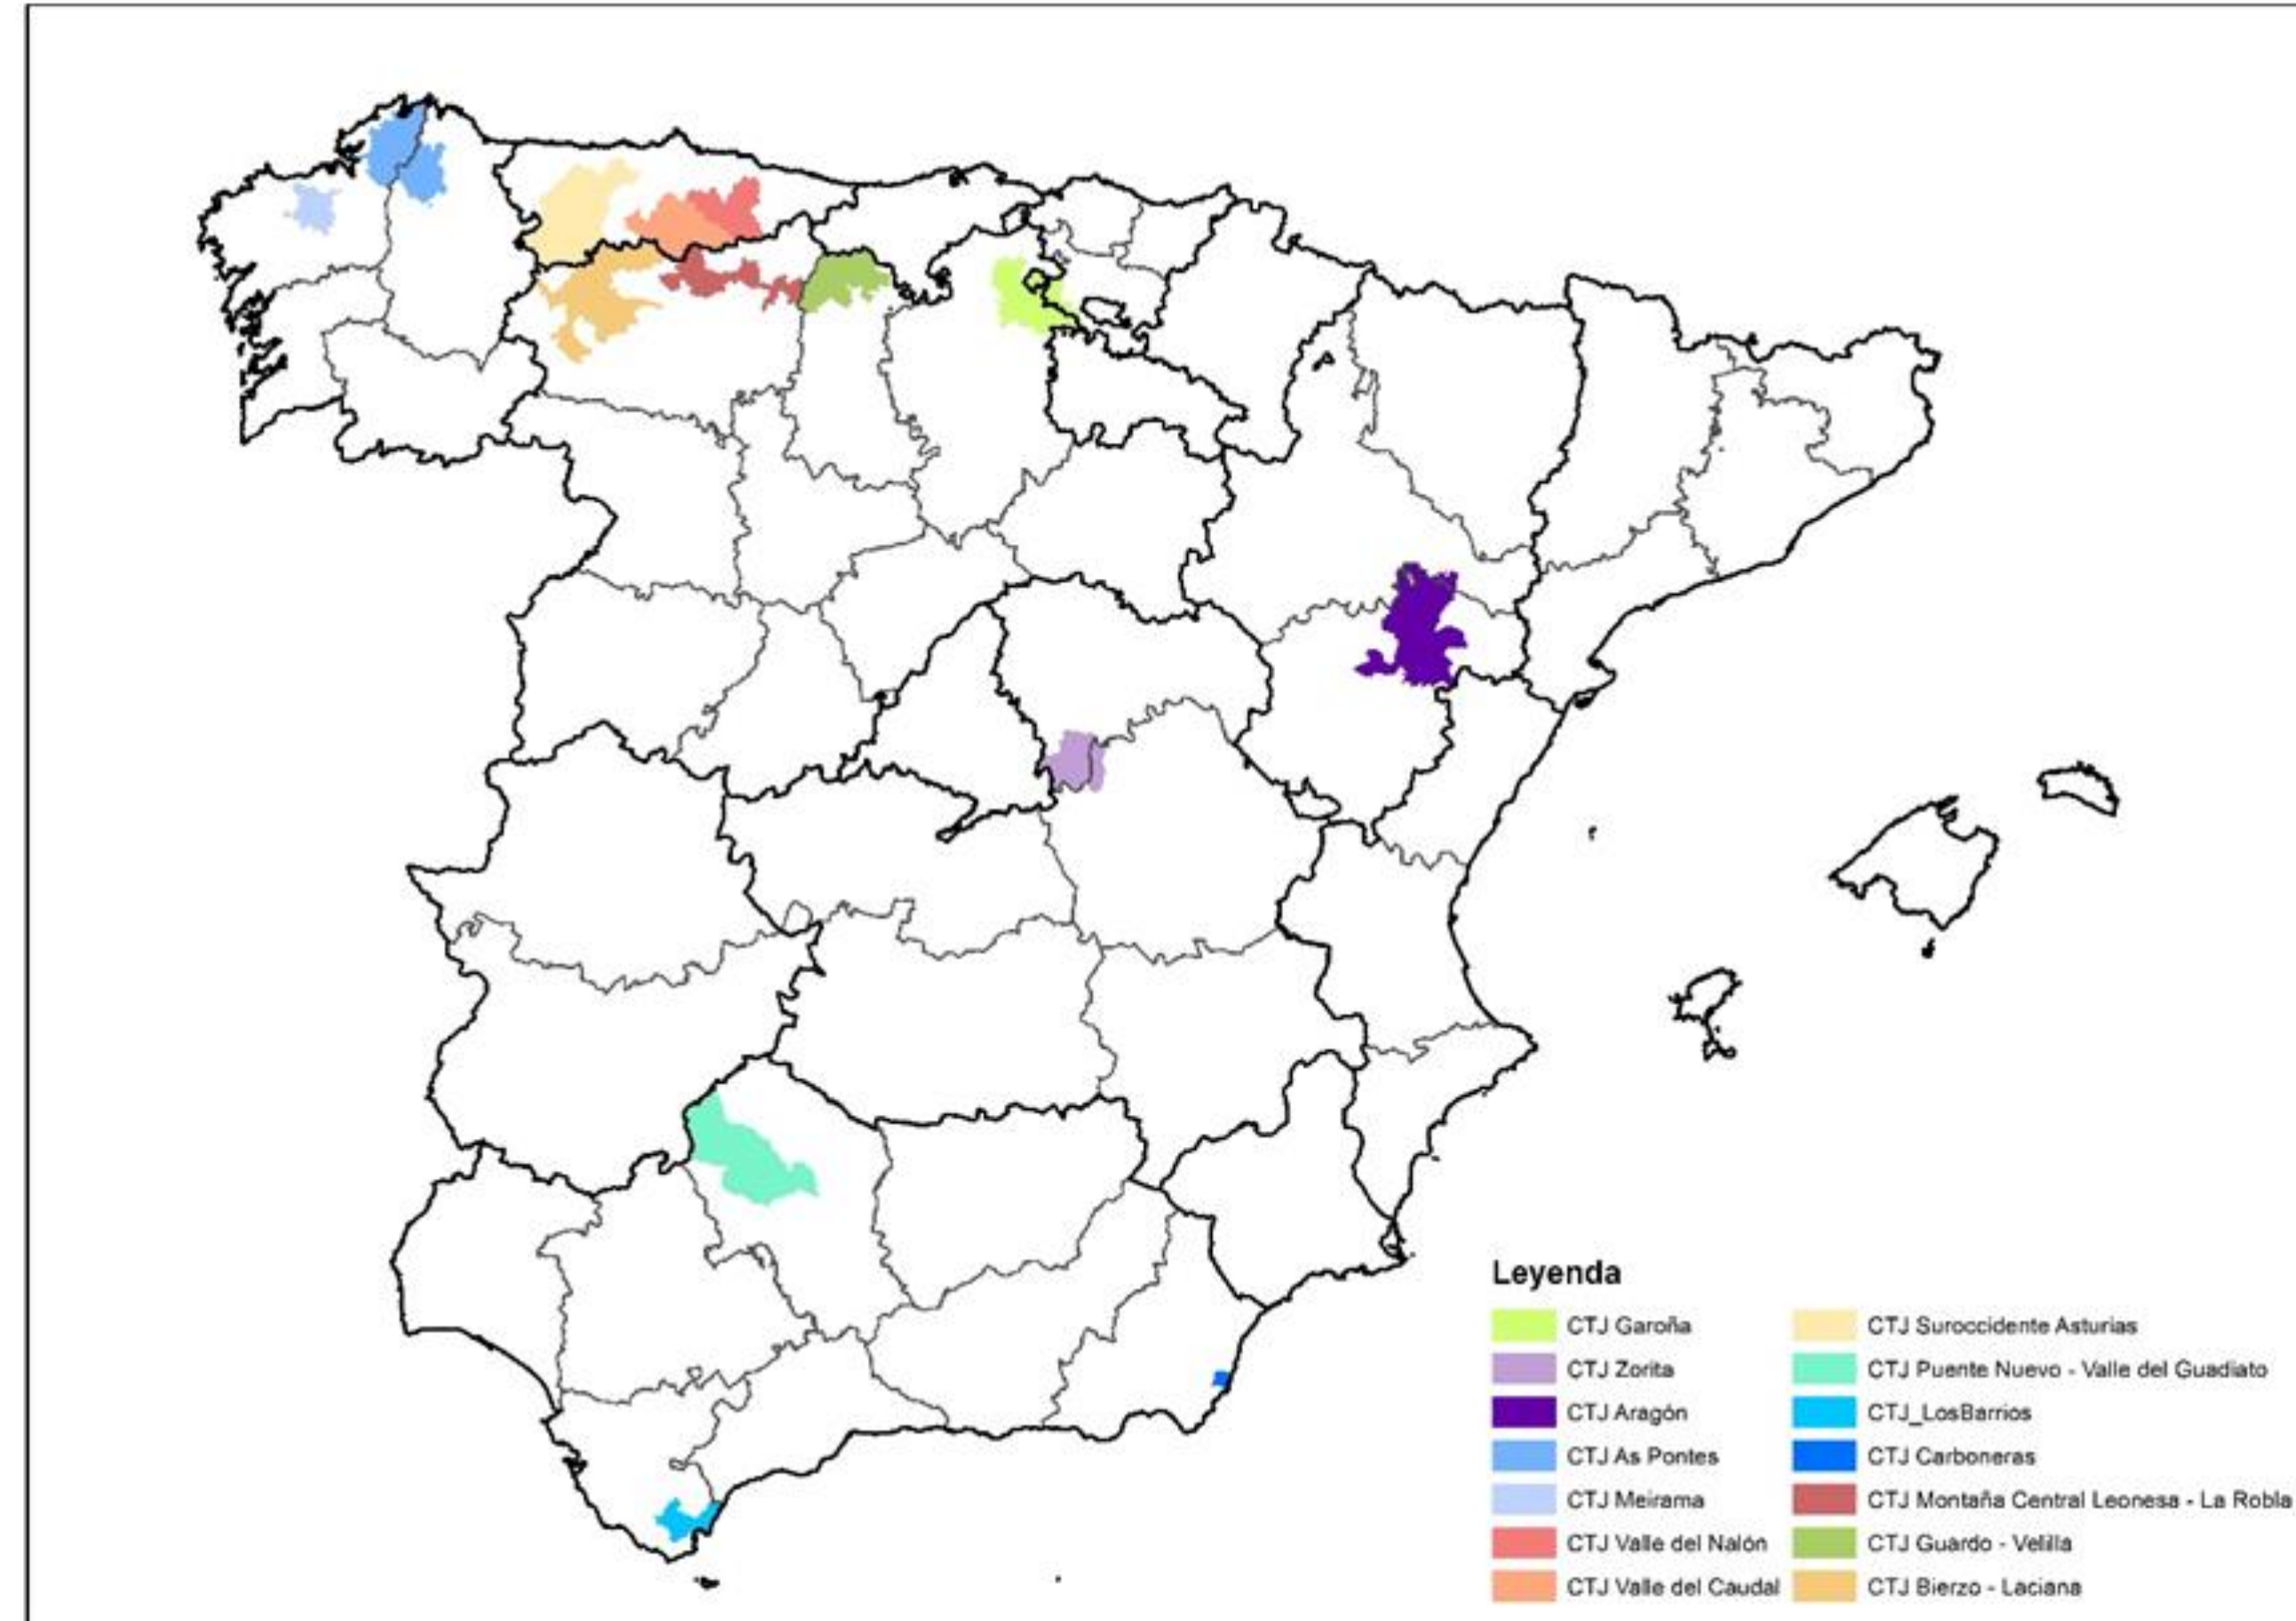 Leyenda
CTJ Garoña
CTJ Zorita
CTJ Aragón
CTJ As Pontes
CTJ Meirama
CTJ Valle del Nalón
CTJ Valle del Caudal
CTJ Suroccidente Asturias
CTJ Puente Nuevo - Valle del Guadiato
CTJ_LosBarrios
CTJ Carboneras
CTJ Montaña Central Leonesa - La Robla
CTJ Guardo - Velilla
CTJ Bierzo - Laciana